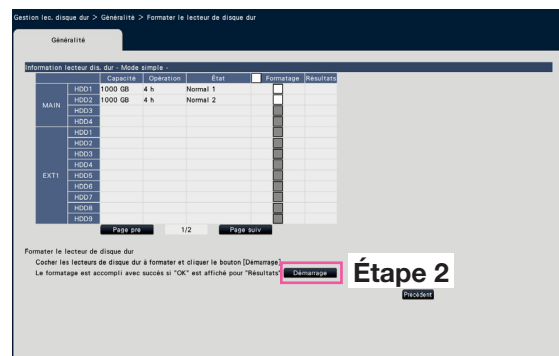 Gestion lec. disque dur > Généralité > Formater le lecteur de disque dur
Généralité
Information lecteur dis. dur - Mode simple -
Capacité Opération État Formatage Résultats
MAIN
HDD1 1000 GB 4 h Normal 1
HDD2 1000 GB 4 h Normal 2
HDD3
HDD4
EXT1
HDD1
HDD2
HDD3
HDD4
HDD5
HDD6
HDD7
HDD8
HDD9
Page pre 1/2 Page suiv
Formater le lecteur de disque dur
Cocher les lecteurs de disque dur à formater et cliquer le bouton [Démarrage]
Le formatage est accompli avec succès si "OK" est affiché pour "Résultats" Démarrage Étape 2
Précédent